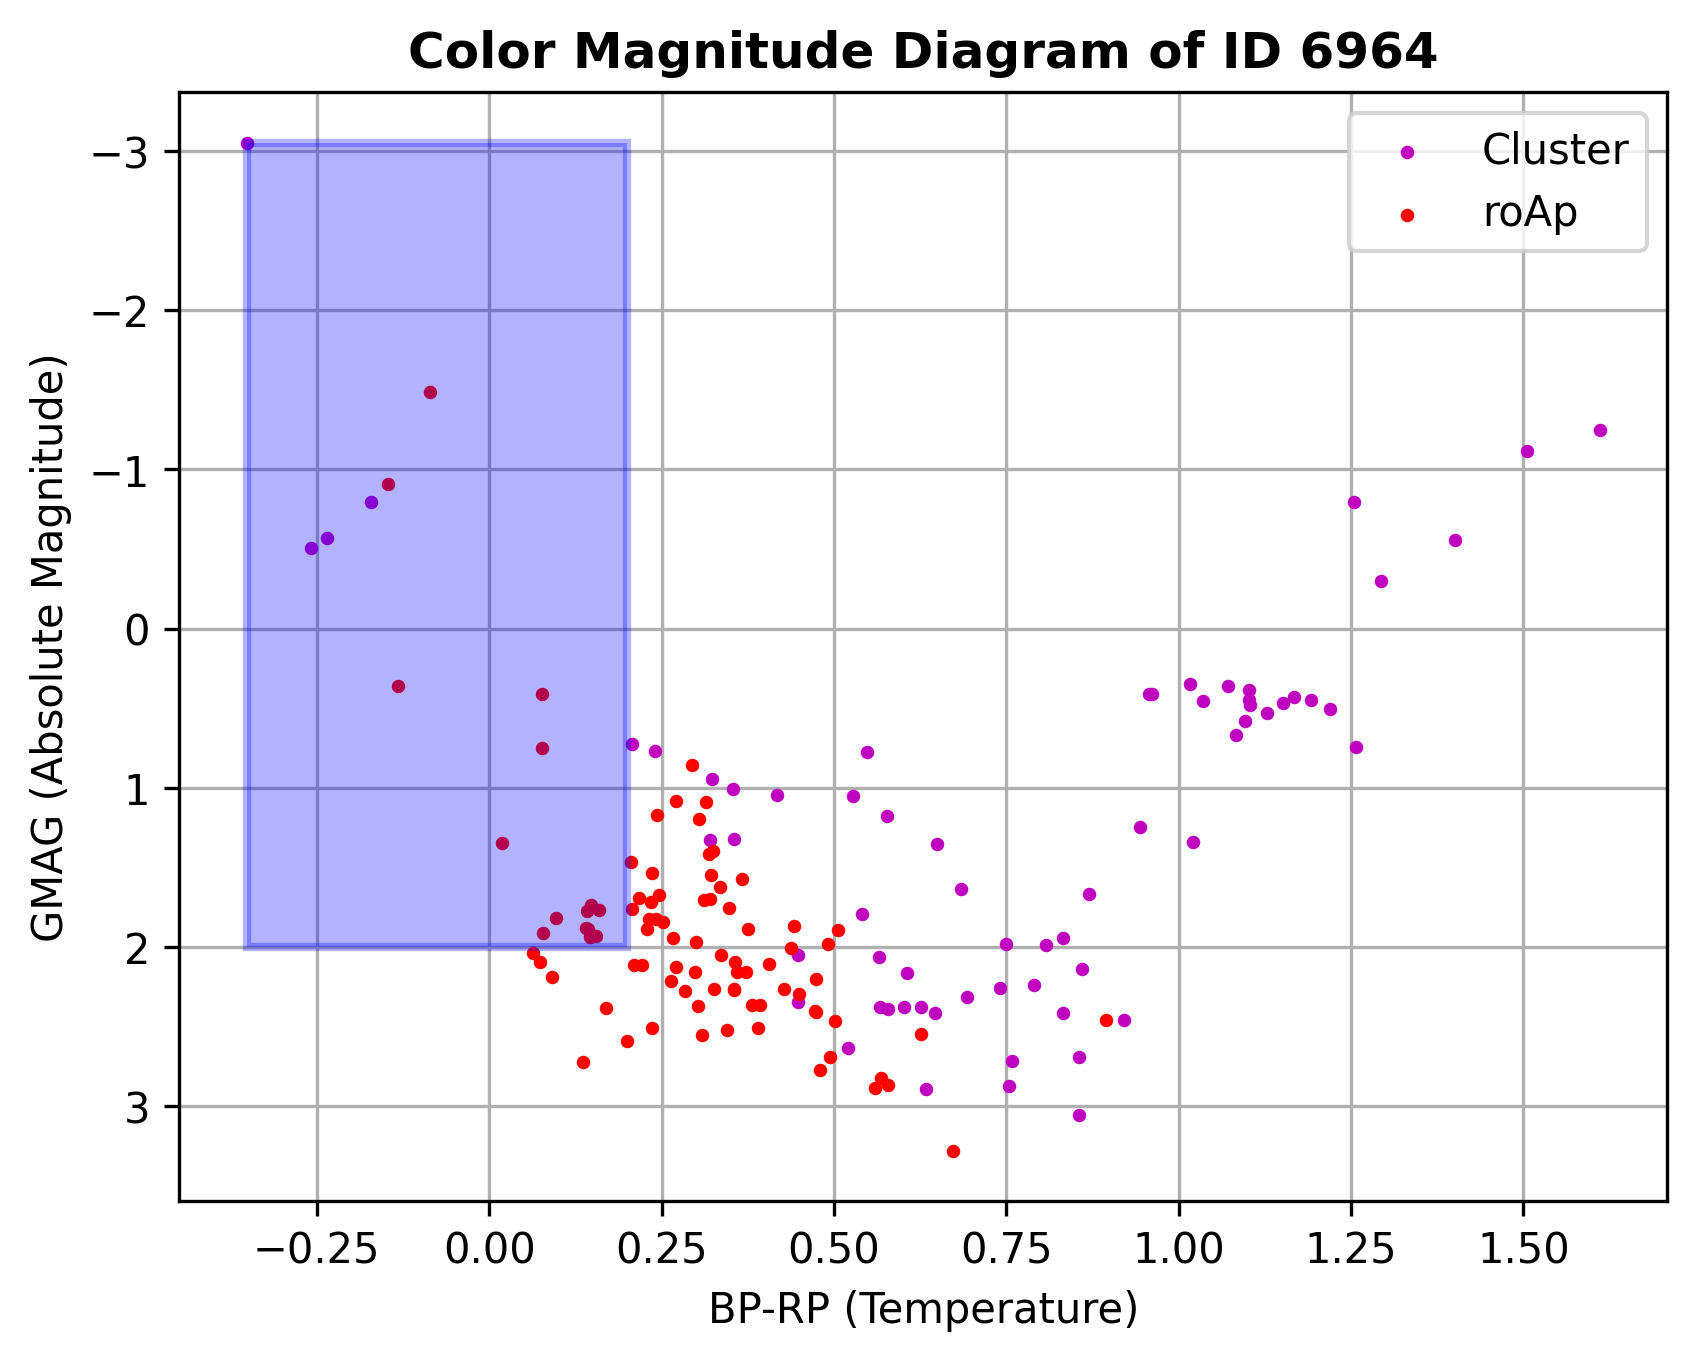 Color Magnitude Diagram of ID 6964
Cluster
roAp
GMAG (Absolute Magnitude)
−3
−2
−1
0
1
2
3
−0.25 0.00 0.25 0.50 0.75 1.00 1.25 1.50
BP-RP (Temperature)